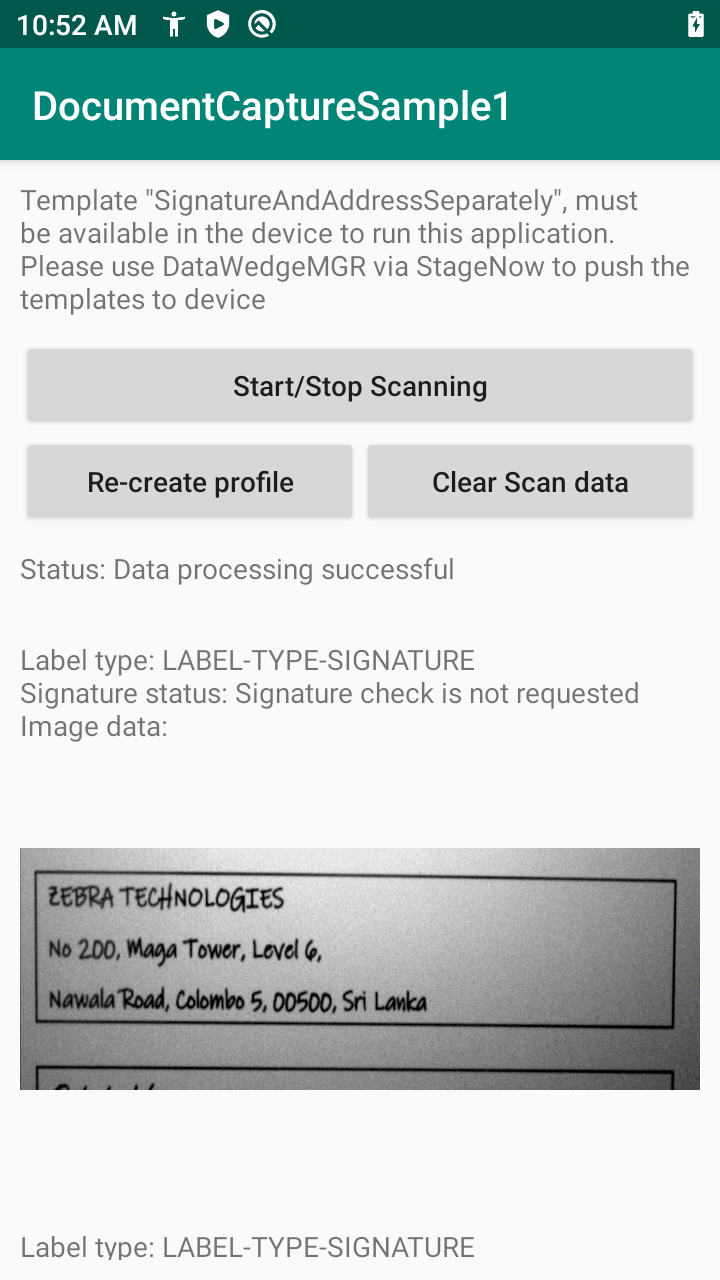 10:52 AM
DocumentCaptureSample1
Template "SignatureAndAddressSeparately", must
be available in the device to run this application.
Please use DataWedgeMGR via StageNow to push the
templates to device
Start/Stop Scanning
Re-create profile
Clear Scan data
Status: Data processing successful
Label type: LABEL-TYPE-SIGNATURE
Signature status: Signature check is not requested
Image data:
ZEBRA TECHNOLOGIES
No 200, Maga Tower, Level 6,
Nawala Road, Colombo 5, 00500, Sri Lanka
Label type: LABEL-TYPE-SIGNATURE